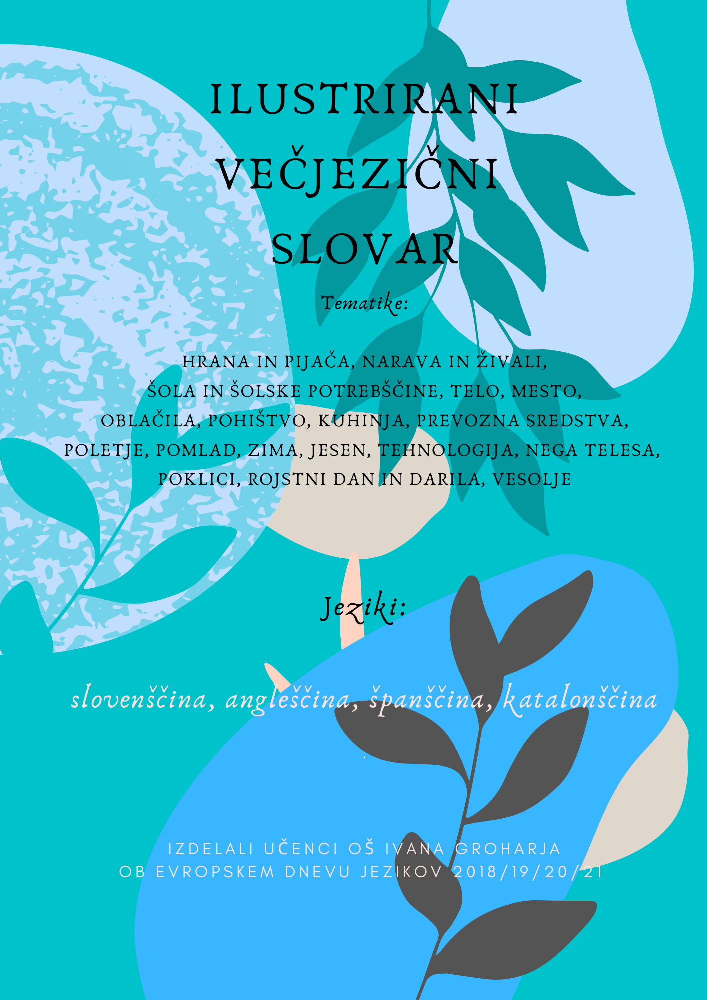 ILUSTRIRANI
VEČJEZIČNI
SLOVAR
Tematike:
HRANA IN PIJAČA, NARAVA IN ŽIVALI,
ŠOLA IN ŠOLSKE POTREBŠČINE, TELO, MESTO,
OBLAČILA, POHIŠTVO, KUHINJA, PREVOZNA SREDSTVA,
POLETJE, POMLAD, ZIMA, JESEN, TEHNOLOGIJA, NEGA TELESA,
POKLICI, ROJSTNI DAN IN DARILA, VESOLJE
Jeziki:
slovenščina, angleščina, španščina, katalonščina
.
IZDELALI UČENCI OŠ IVANA GROHARJA
OB EVROPSKEM DNEVU JEZIKOV 2018/19/20/21